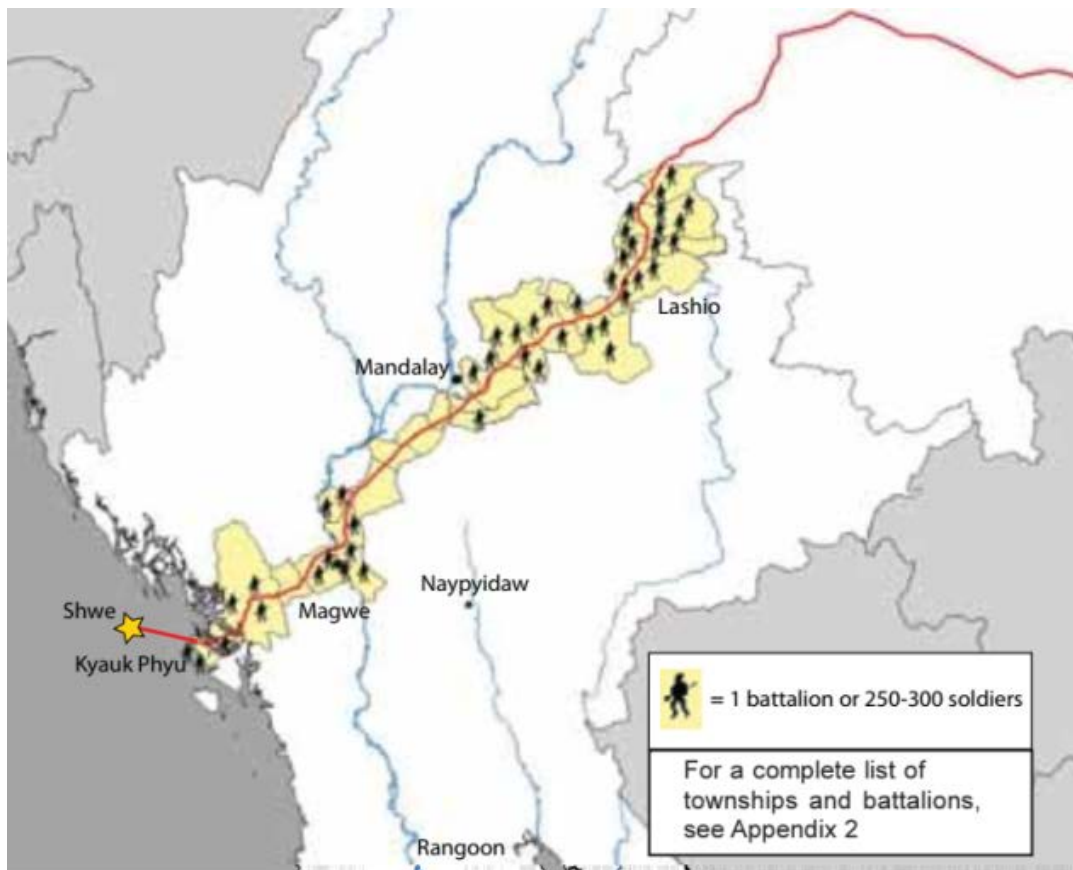 Lashio
Mandalay
Naypyidaw
Shwe
Magwe
Kyauk Phyu
= 1 battalion or 250-300 soldiers
For a complete list of
townships and battalions,
see Appendix 2
Rangoon